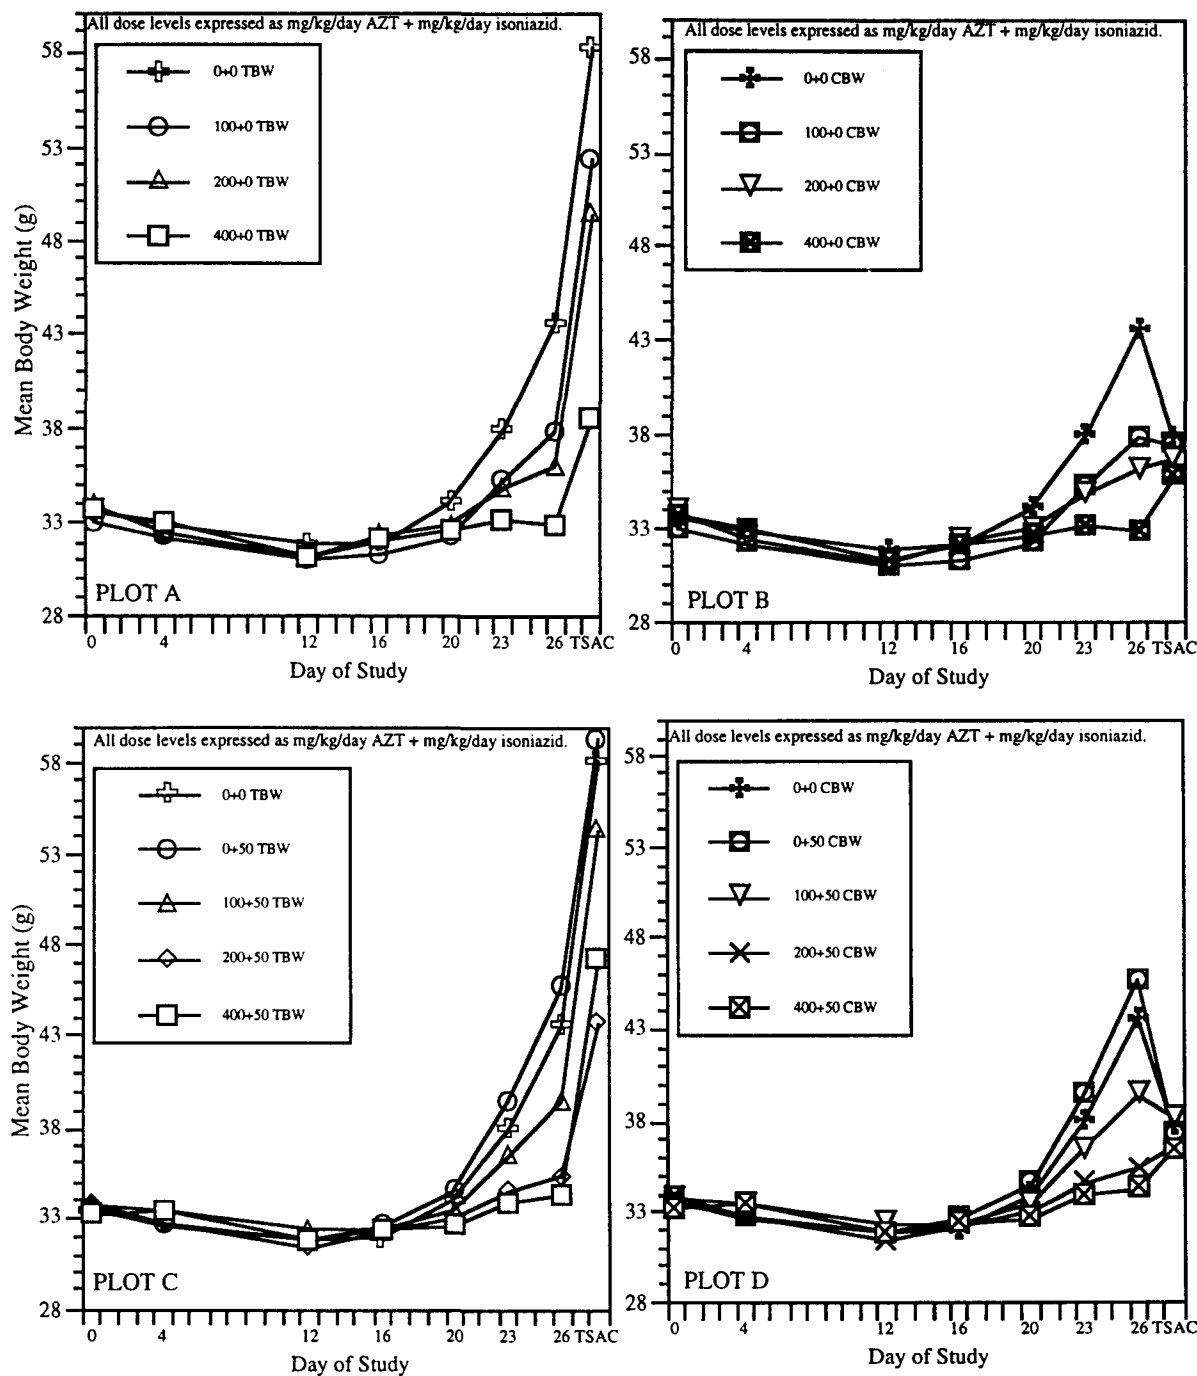 All dose levels expressed as mg/kg/day AZT + mg/kg/day isoniazid.
0+0 TBW
100+0 TBW
200+0 TBW
400+0 TBW
58
53
48
43
38
33
28
Mean Body Weight (g)
PLOT A
0 4 12 16 20 23 26 TSAC
Day of Study
All dose levels expressed as mg/kg/day AZT + mg/kg/day isoniazid.
0+0 CBW
100+0 CBW
200+0 CBW
400+0 CBW
58
53
48
43
38
33
28
PLOT B
0 4 12 16 20 23 26 TSAC
Day of Study
All dose levels expressed as mg/kg/day AZT + mg/kg/day isoniazid.
0+0 TBW
0+50 TBW
100+50 TBW
200+50 TBW
400+50 TBW
58
53
48
43
38
33
28
Mean Body Weight (g)
PLOT C
0 4 12 16 20 23 26 TSAC
Day of Study
All dose levels expressed as mg/kg/day AZT + mg/kg/day isoniazid.
0+0 CBW
0+50 CBW
100+50 CBW
200+50 CBW
400+50 CBW
58
53
48
43
38
33
28
PLOT D
0 4 12 16 20 23 26 TSAC
Day of Study